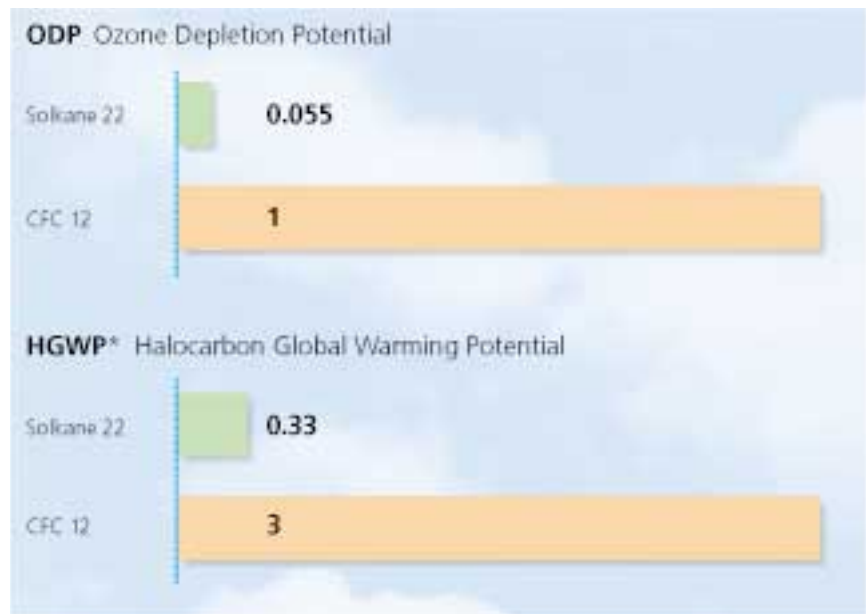 ODP Ozone Depletion Potential
Solkane 22 0.055
CFC 12 1
HGWP* Halocarbon Global Warming Potential
Solkane 22 0.33
CFC 12 3